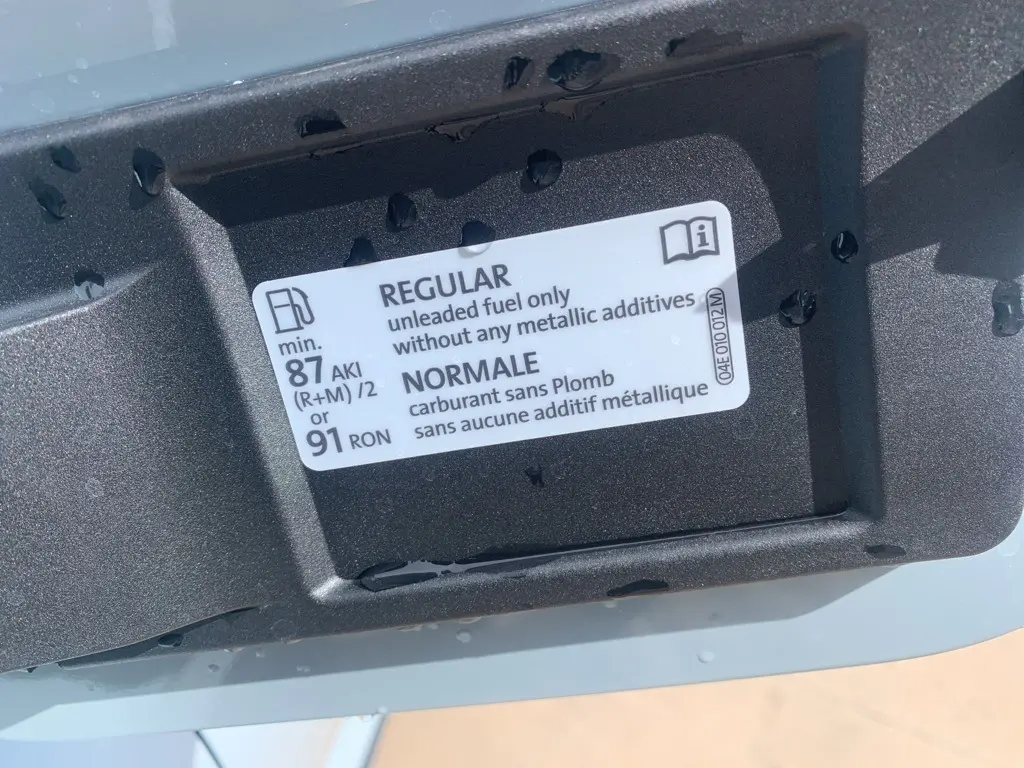 min.
87 AKI
(R+M) /2
or
91 RON
REGULAR
unleaded fuel only
without any metallic additives
NORMALE
carburant sans Plomb
sans aucune additif métallique
i
04E 010 012 M